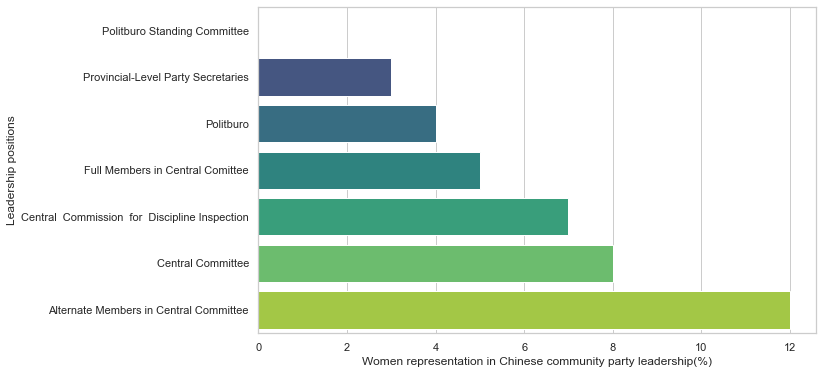 Politburo Standing Committee
Provincial-Level Party Secretaries
Politburo
Full Members in Central Comittee
Central  Commission  for  Discipline Inspection
Central Committee
Alternate Members in Central Committee
Leadership positions
0 2 4 6 8 10 12
Women representation in Chinese community party leadership(%)